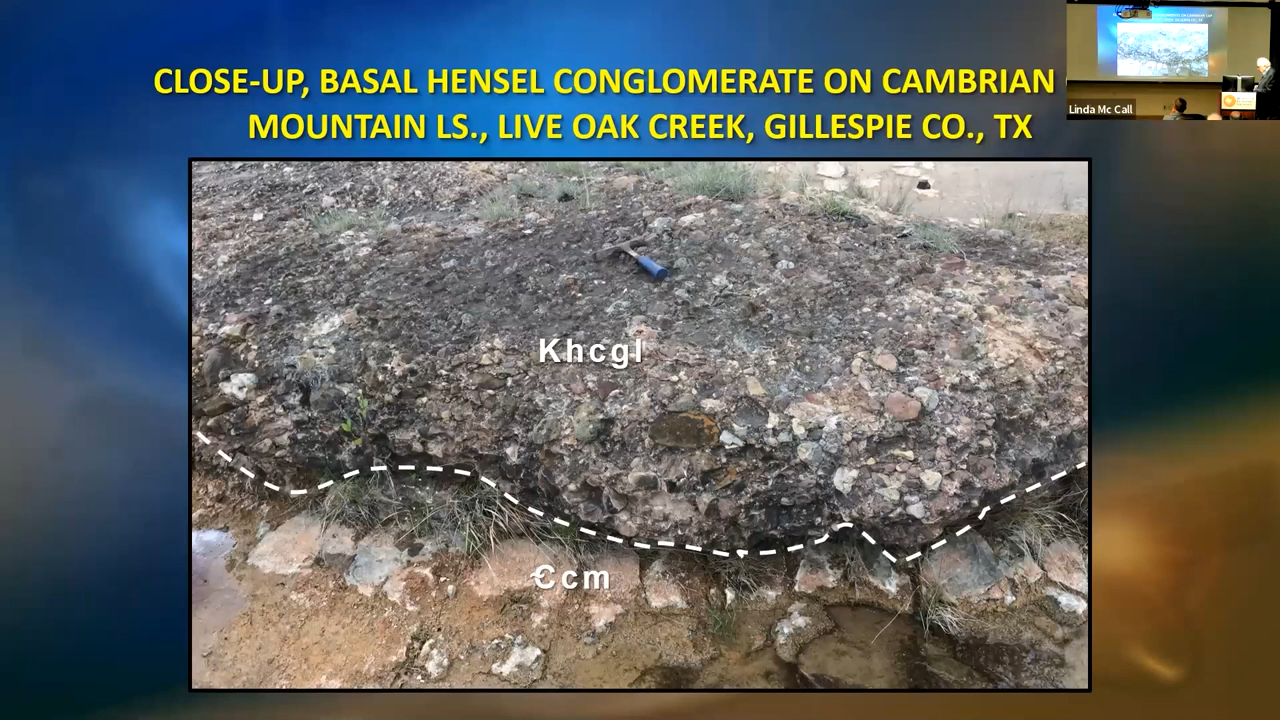 CLOSE-UP, BASAL HENSEL CONGLOMERATE ON CAMBRIAN
MOUNTAIN LS., LIVE OAK CREEK, GILLESPIE CO., TX
Linda Mc Call
Khcgl
Єcm